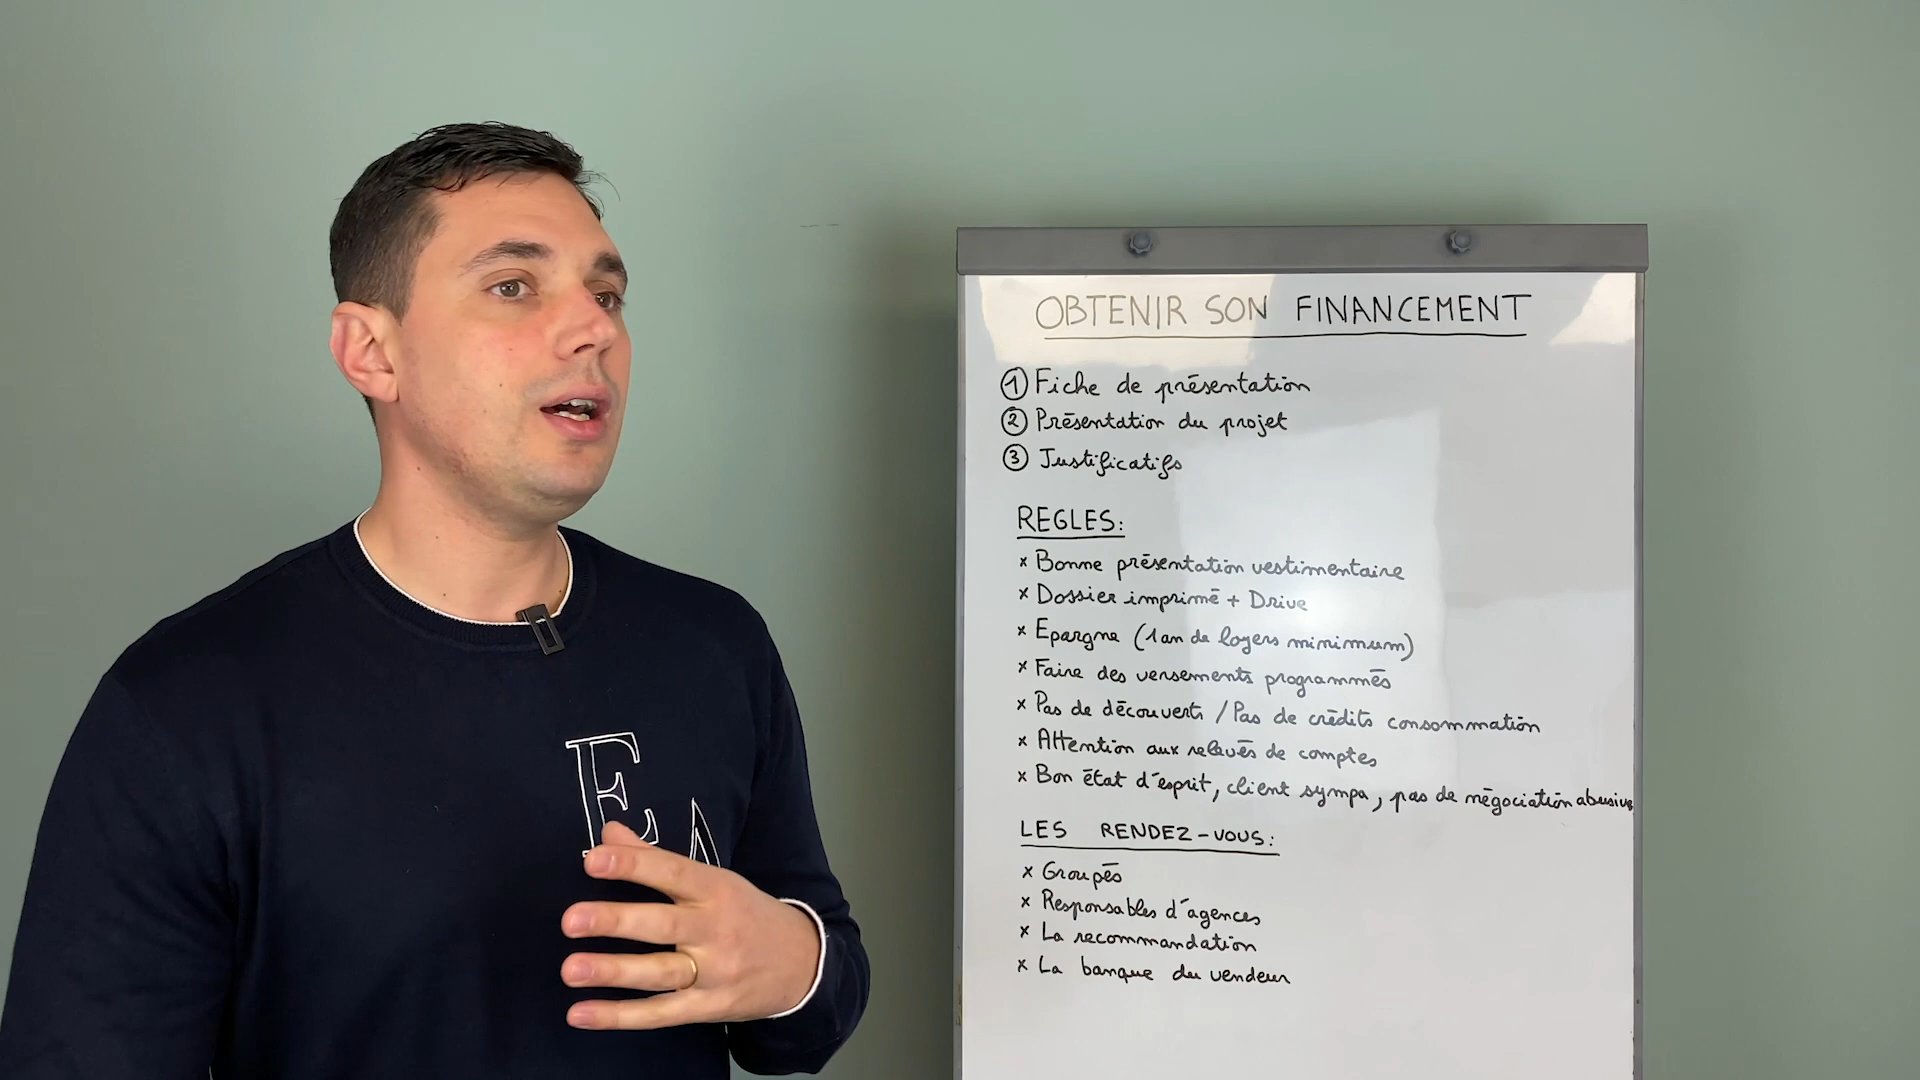 OBTENIR SON FINANCEMENT
1 Fiche de présentation
2 Présentation du projet
3 Justificatifs
REGLES:
x Bonne présentation vestimentaire
x Dossier imprimé + Drive
x Epargne (1 an de loyers minimum)
x Faire des versements programmés
x Pas de découverts / Pas de crédits consommation
x Attention aux relevés de comptes
x Bon état d'esprit, client sympa, pas de négociation abusive
LES RENDEZ-VOUS:
x Groupés
x Responsables d'agences
x La recommandation
x La banque du vendeur
E A